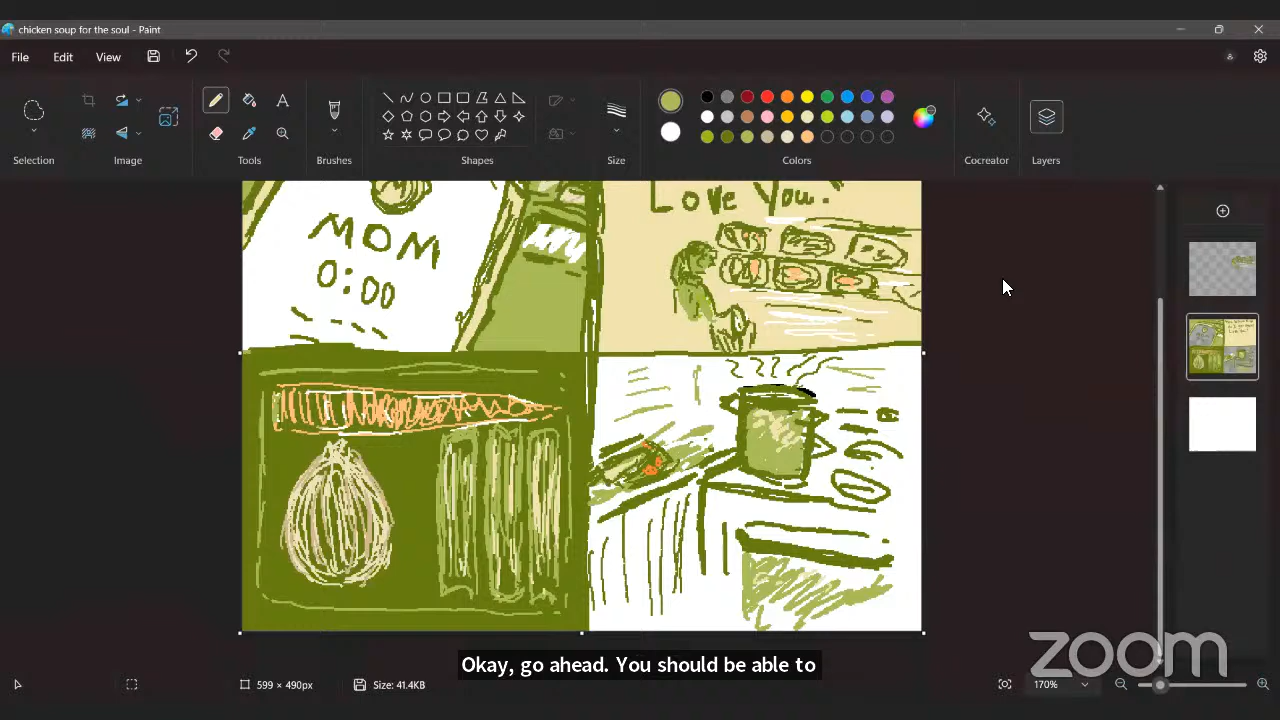 chicken soup for the soul - Paint
File
Edit
View
Selection
Image
Tools
Brushes
Shapes
Size
Colors
Cocreator
Layers
MOM
0:00
Love You!
Okay, go ahead. You should be able to
zoom
599 × 490px
Size: 41.4KB
170%